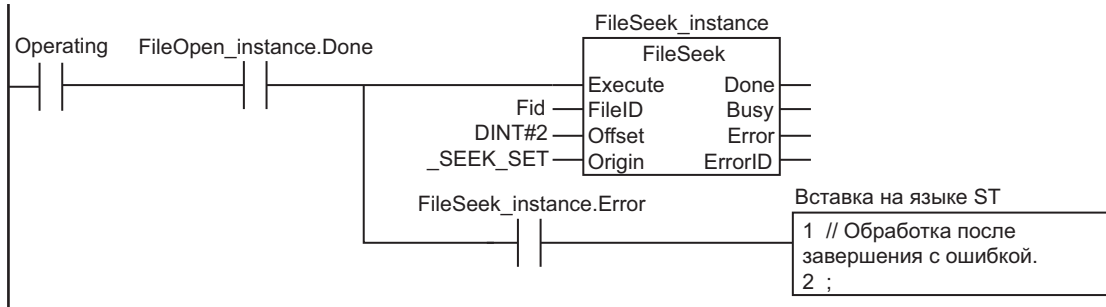 FileSeek_instance
Operating FileOpen_instance.Done
FileSeek
Execute Done
Fid FileID Busy
DINT#2 Offset Error
_SEEK_SET Origin ErrorID
FileSeek_instance.Error
Вставка на языке ST
1 // Обработка после
завершения с ошибкой.
2 ;